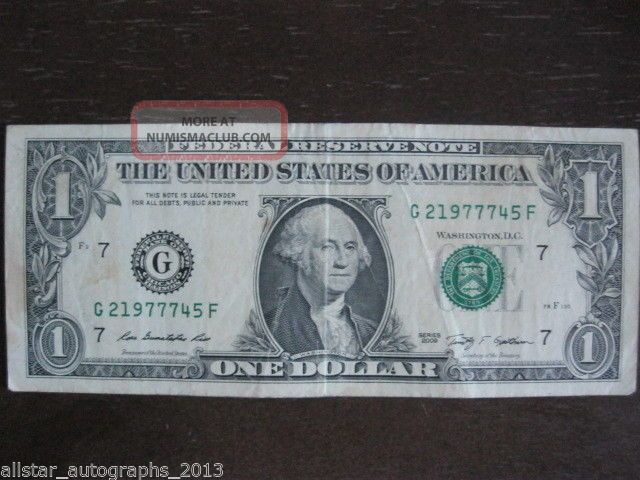 MORE AT
NUMISMACLUB.COM
FEDERAL RESERVE NOTE
THE UNITED STATES OF AMERICA
1
1
THIS NOTE IS LEGAL TENDER
FOR ALL DEBTS, PUBLIC AND PRIVATE
G 21977745 F
WASHINGTON, D.C.
7
7
G
ONE
G 21977745 F
7
7
SERIES
2009
1
1
ONE DOLLAR
allstar_autographs_2013